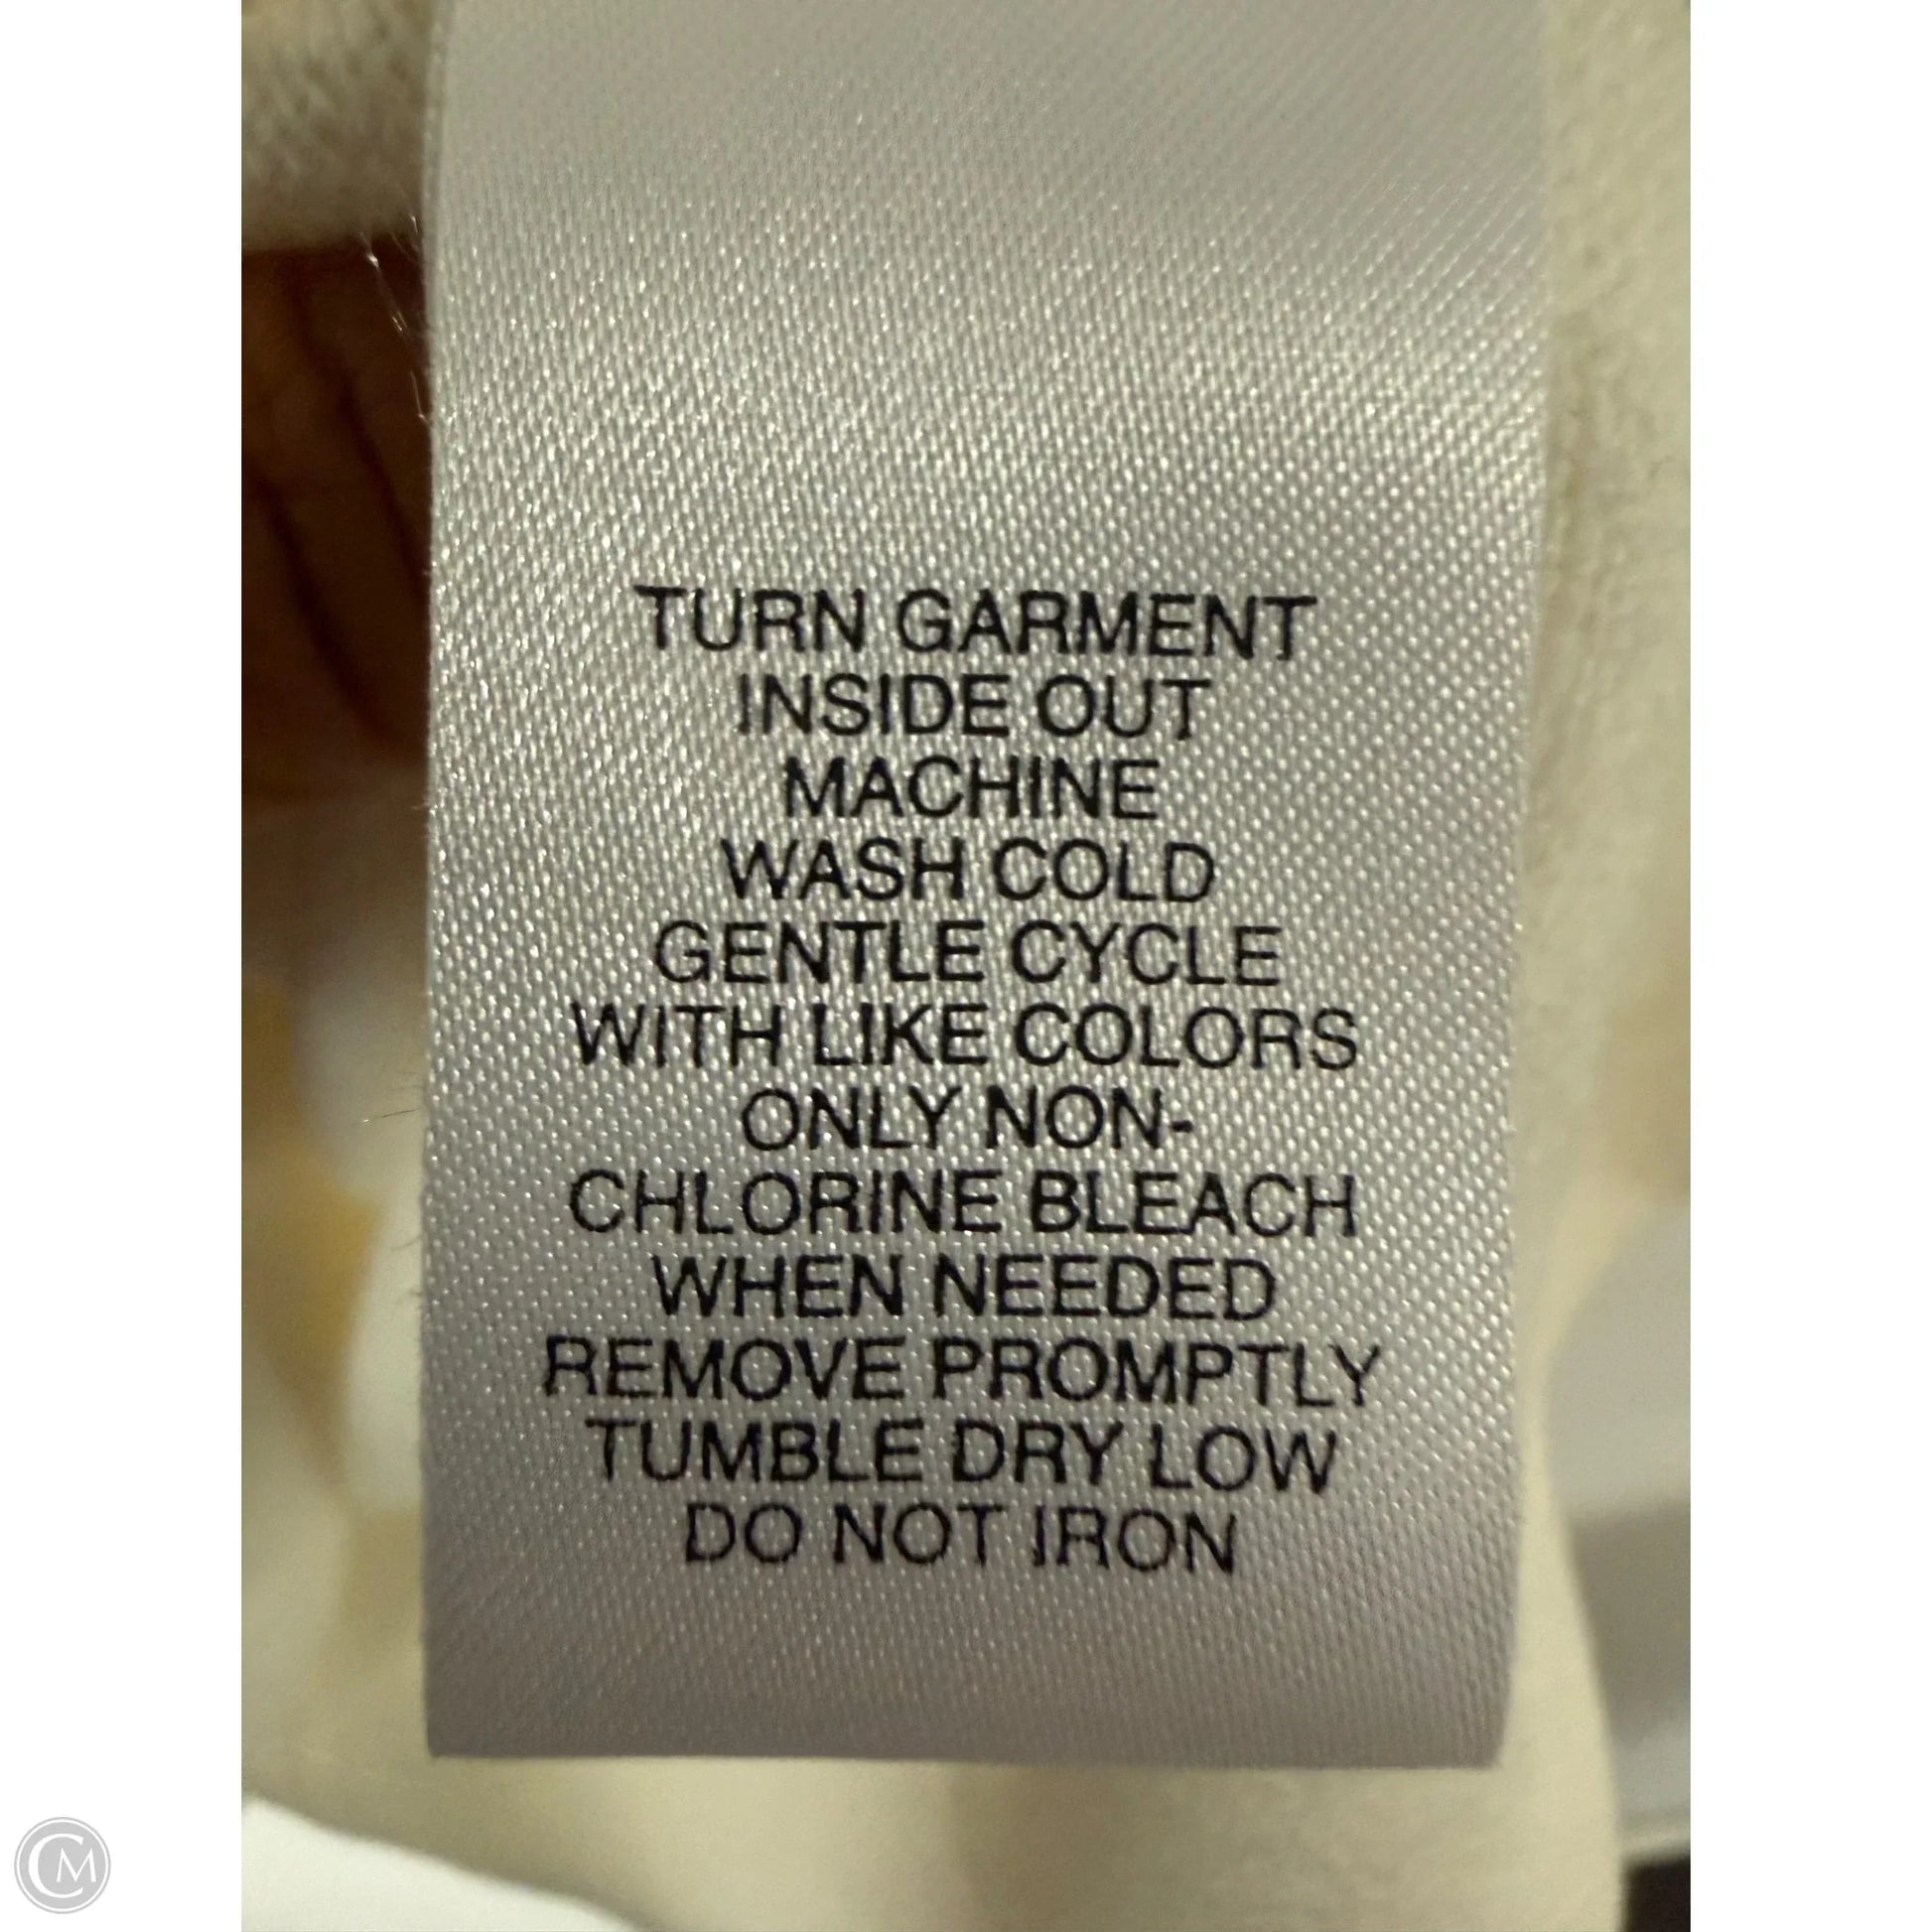 TURN GARMENT
INSIDE OUT
MACHINE
WASH COLD
GENTLE CYCLE
WITH LIKE COLORS
ONLY NON-
CHLORINE BLEACH
WHEN NEEDED
REMOVE PROMPTLY
TUMBLE DRY LOW
DO NOT IRON
CM